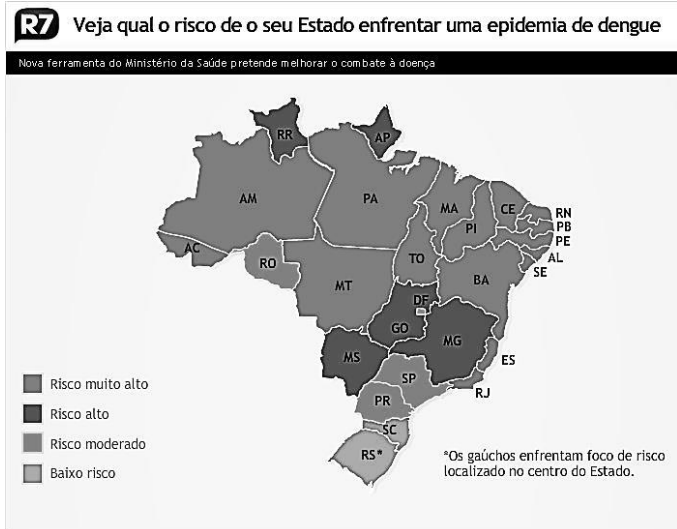 R7 Veja qual o risco de o seu Estado enfrentar uma epidemia de dengue
Nova ferramenta do Ministério da Saúde pretende melhorar o combate à doença
RR
AP
AM
PA
MA
CE
RN
PB
PE
AL
SE
PI
AC
RO
TO
BA
MT
DF
GO
MG
MS
ES
SP
RJ
PR
SC
RS*
Risco muito alto
Risco alto
Risco moderado
Baixo risco
*Os gaúchos enfrentam foco de risco
localizado no centro do Estado.